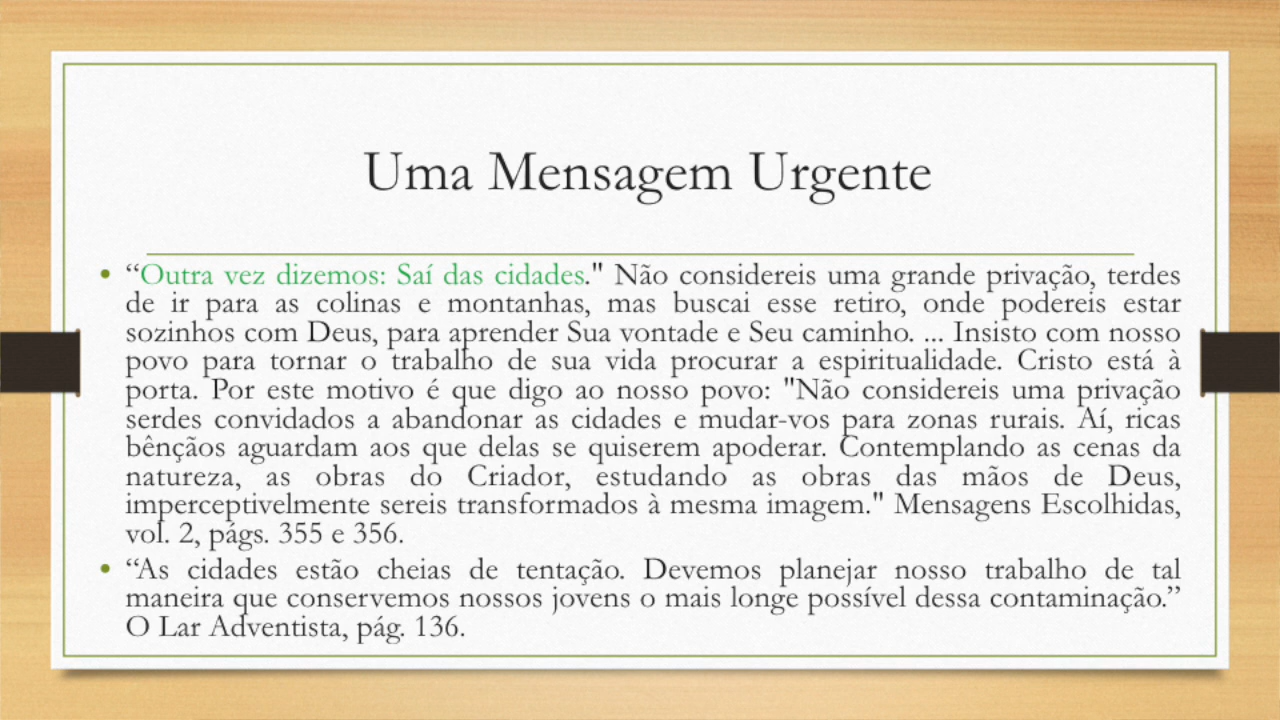 Uma Mensagem Urgente
• “Outra vez dizemos: Saí das cidades." Não considereis uma grande privação, terdes
de ir para as colinas e montanhas, mas buscai esse retiro, onde podereis estar
sozinhos com Deus, para aprender Sua vontade e Seu caminho. ... Insisto com nosso
povo para tornar o trabalho de sua vida procurar a espiritualidade. Cristo está à
porta. Por este motivo é que digo ao nosso povo: "Não considereis uma privação
serdes convidados a abandonar as cidades e mudar-vos para zonas rurais. Aí, ricas
bênçãos aguardam aos que delas se quiserem apoderar. Contemplando as cenas da
natureza, as obras do Criador, estudando as obras das mãos de Deus,
imperceptivelmente sereis transformados à mesma imagem." Mensagens Escolhidas,
vol. 2, págs. 355 e 356.
• “As cidades estão cheias de tentação. Devemos planejar nosso trabalho de tal
maneira que conservemos nossos jovens o mais longe possível dessa contaminação.”
O Lar Adventista, pág. 136.